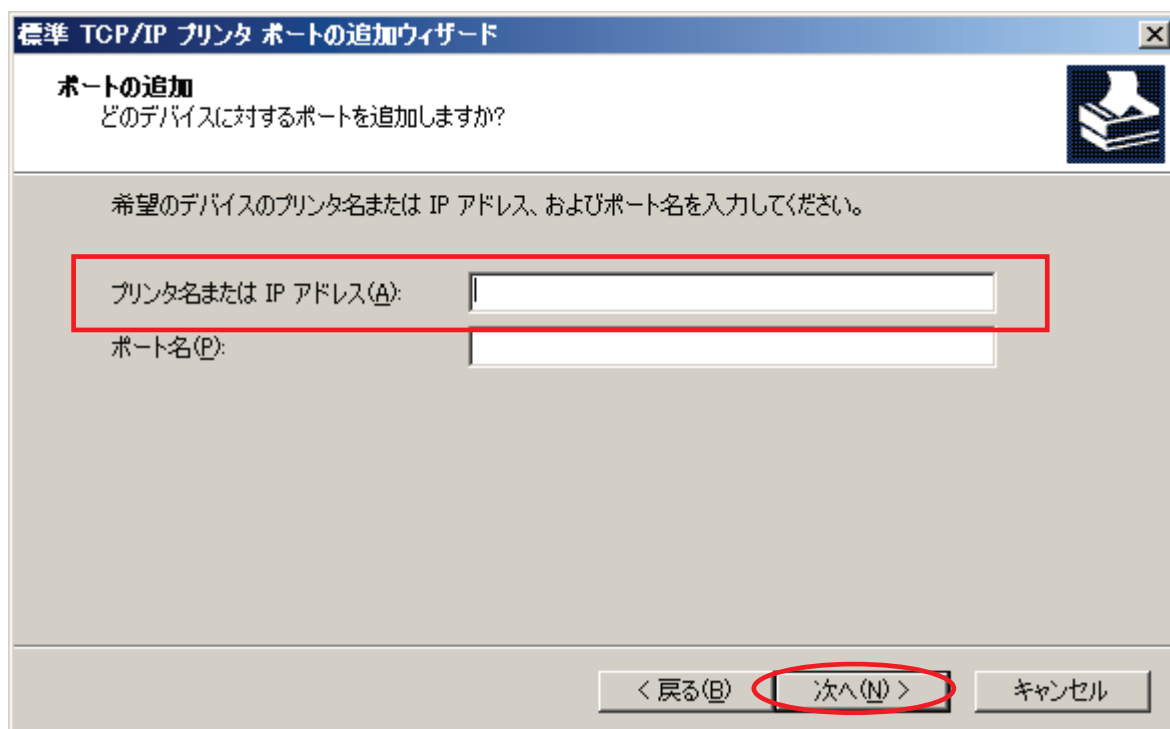 標準 TCP/IP プリンタ ポートの追加ウィザード
ポートの追加
どのデバイスに対するポートを追加しますか?
希望のデバイスのプリンタ名または IP アドレス、およびポート名を入力してください。
プリンタ名または IP アドレス(A):
ポート名(P):
< 戻る(B)
次へ(N) >
キャンセル